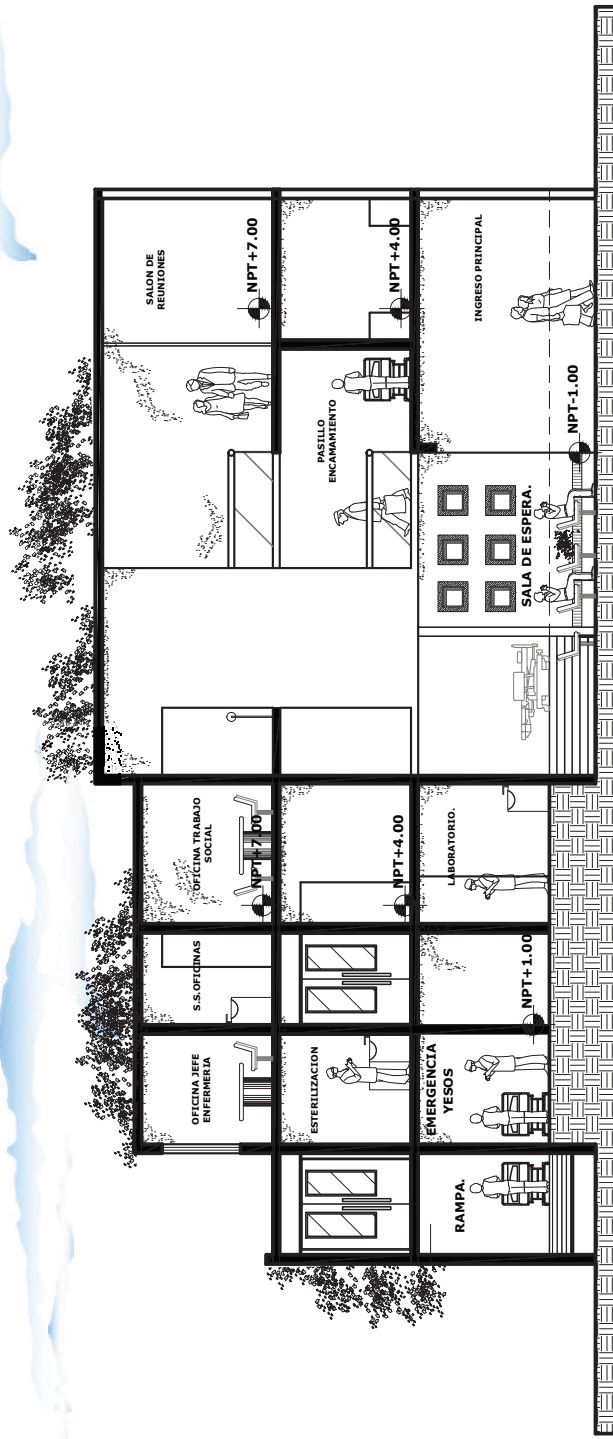 OFICINA JEFE
ENFERMERIA
S.S.OFICINAS
OFICINA TRABAJO
SOCIAL
NPT+7.00
SALON DE
REUNIONES
NPT+7.00
ESTERILIZACION
NPT+4.00
PASILLO
ENCAMAMIENTO
NPT+4.00
RAMPA.
EMERGENCIA
YESOS
NPT+1.00
LABORATORIO.
SALA DE ESPERA.
NPT-1.00
INGRESO PRINCIPAL